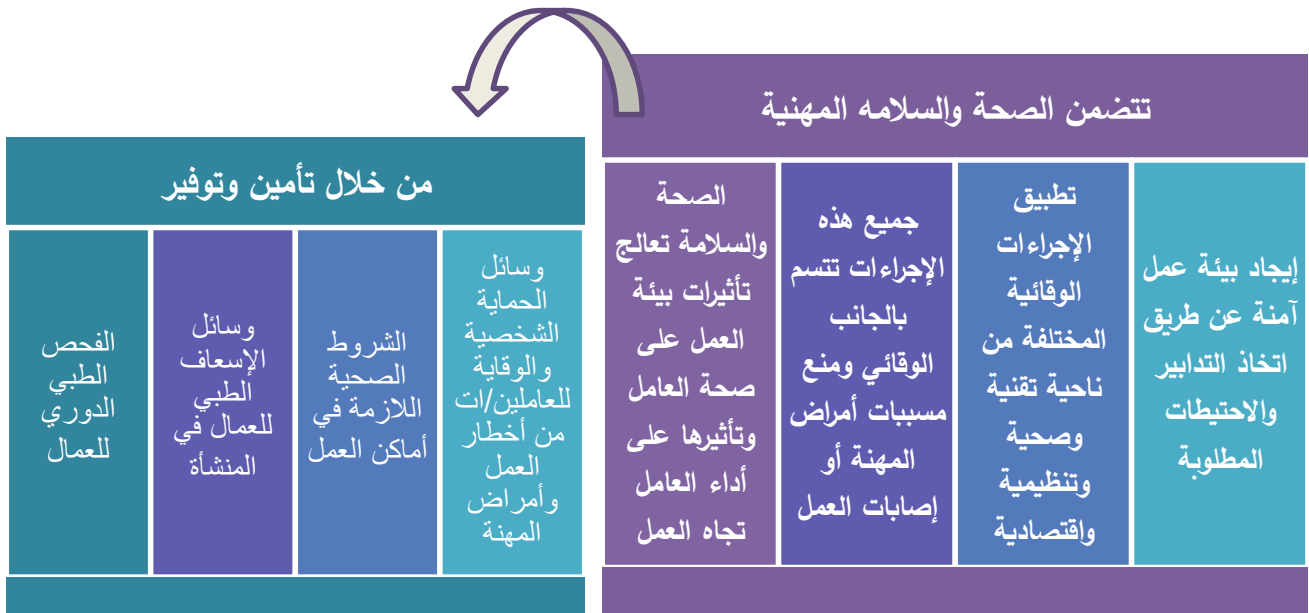 تتضمن الصحة والسلامه المهنية
إيجاد بيئة عمل
آمنة عن طريق
اتخاذ التدابير
والاحتيطات
المطلوبة
تطبيق
الإجراءات
الوقائية
المختلفة من
ناحية تقنية
وصحية
وتنظيمية
واقتصادية
جميع هذه
الإجراءات تتسم
بالجانب
الوقائي ومنع
مسببات أمراض
المهنة أو
إصابات العمل
الصحة
والسلامة تعالج
تأثيرات بيئة
العمل على
صحة العامل
وتأثيرها على
أداء العامل
تجاه العمل
من خلال تأمين وتوفير
وسائل
الحماية
الشخصية
والوقاية
للعاملين/ات
من أخطار
العمل
وأمراض
المهنة
الشروط
الصحية
اللازمة في
أماكن العمل
وسائل
الإسعاف
الطبي
للعمال في
المنشأة
الفحص
الطبي
الدوري
للعمال